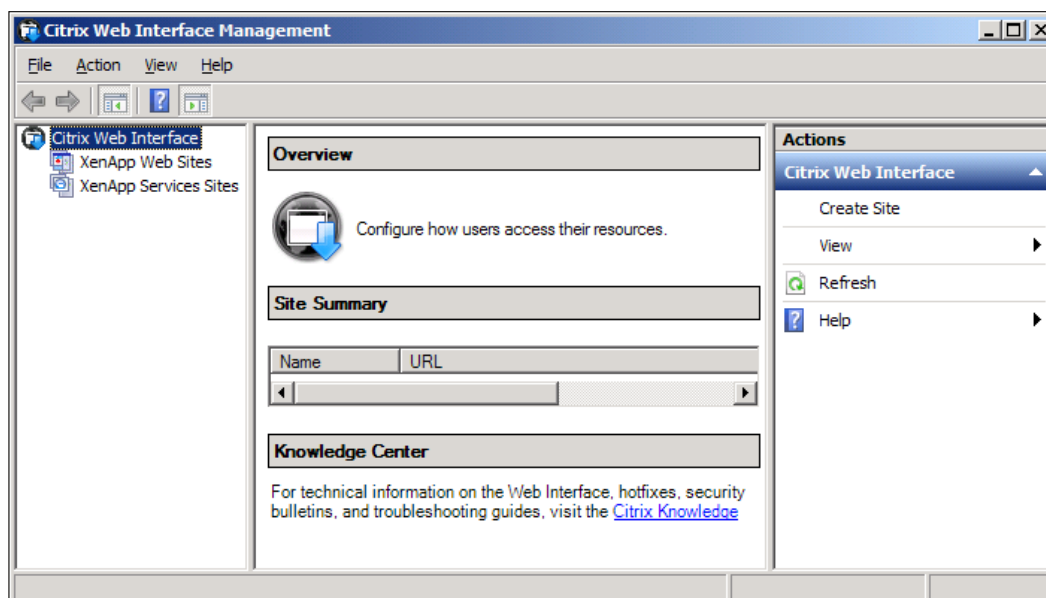 Citrix Web Interface Management
File Action View Help
Citrix Web Interface
XenApp Web Sites
XenApp Services Sites
Overview
Configure how users access their resources.
Site Summary
Name URL
Knowledge Center
For technical information on the Web Interface, hotfixes, security
bulletins, and troubleshooting guides, visit the Citrix Knowledge
Actions
Citrix Web Interface
Create Site
View
Refresh
Help